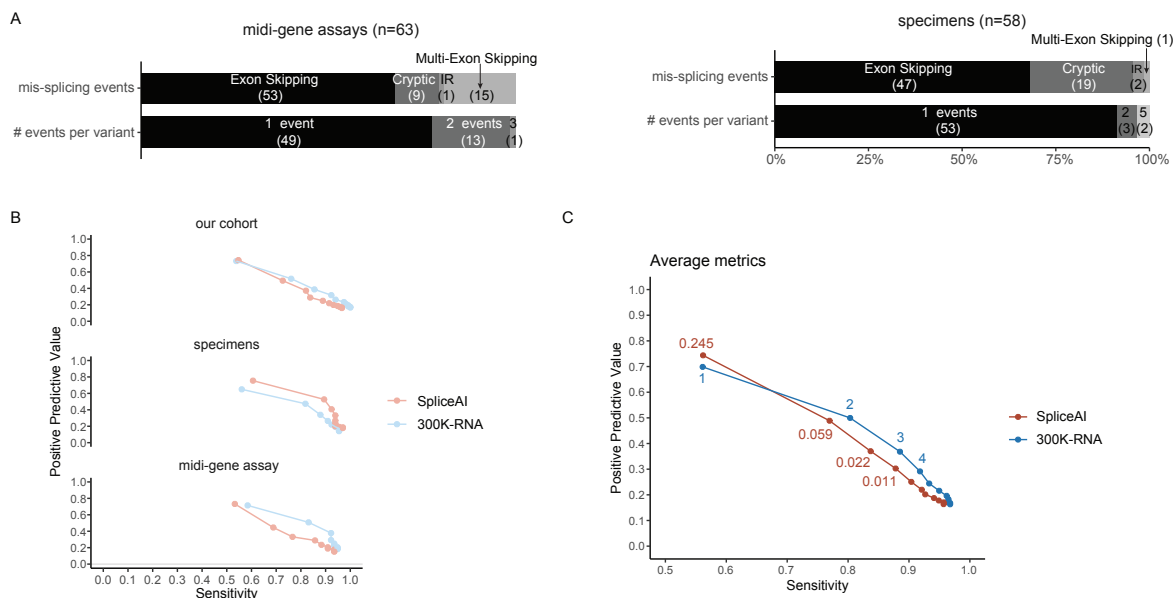 A
midi-gene assays (n=63)
Multi-Exon Skipping
mis-splicing events
Exon Skipping
(53)
Cryptic
(9)
IR
(1)
(15)
# events per variant
1 event
(49)
2 events
(13)
3
(1)
specimens (n=58)
Multi-Exon Skipping (1)
mis-splicing events
Exon Skipping
(47)
Cryptic
(19)
IR
(2)
# events per variant
1 events
(53)
2
(3)
5
(2)
0% 25% 50% 75% 100%
B
our cohort
1.0
0.8
0.6
0.4
0.2
0.0
specimens
1.0
0.8
0.6
0.4
0.2
0.0
midi-gene assay
1.0
0.8
0.6
0.4
0.2
0.0
Positive Predictive Value
0.0 0.1 0.2 0.3 0.4 0.5 0.6 0.7 0.8 0.9 1.0
Sensitivity
SpliceAI
300K-RNA
C
Average metrics
1.0
0.9
0.8
0.7
0.6
0.5
0.4
0.3
0.2
0.1
0.0
Positive Predictive Value
0.245
1
2
0.059
3
0.022
4
0.011
0.5 0.6 0.7 0.8 0.9 1.0
Sensitivity
SpliceAI
300K-RNA